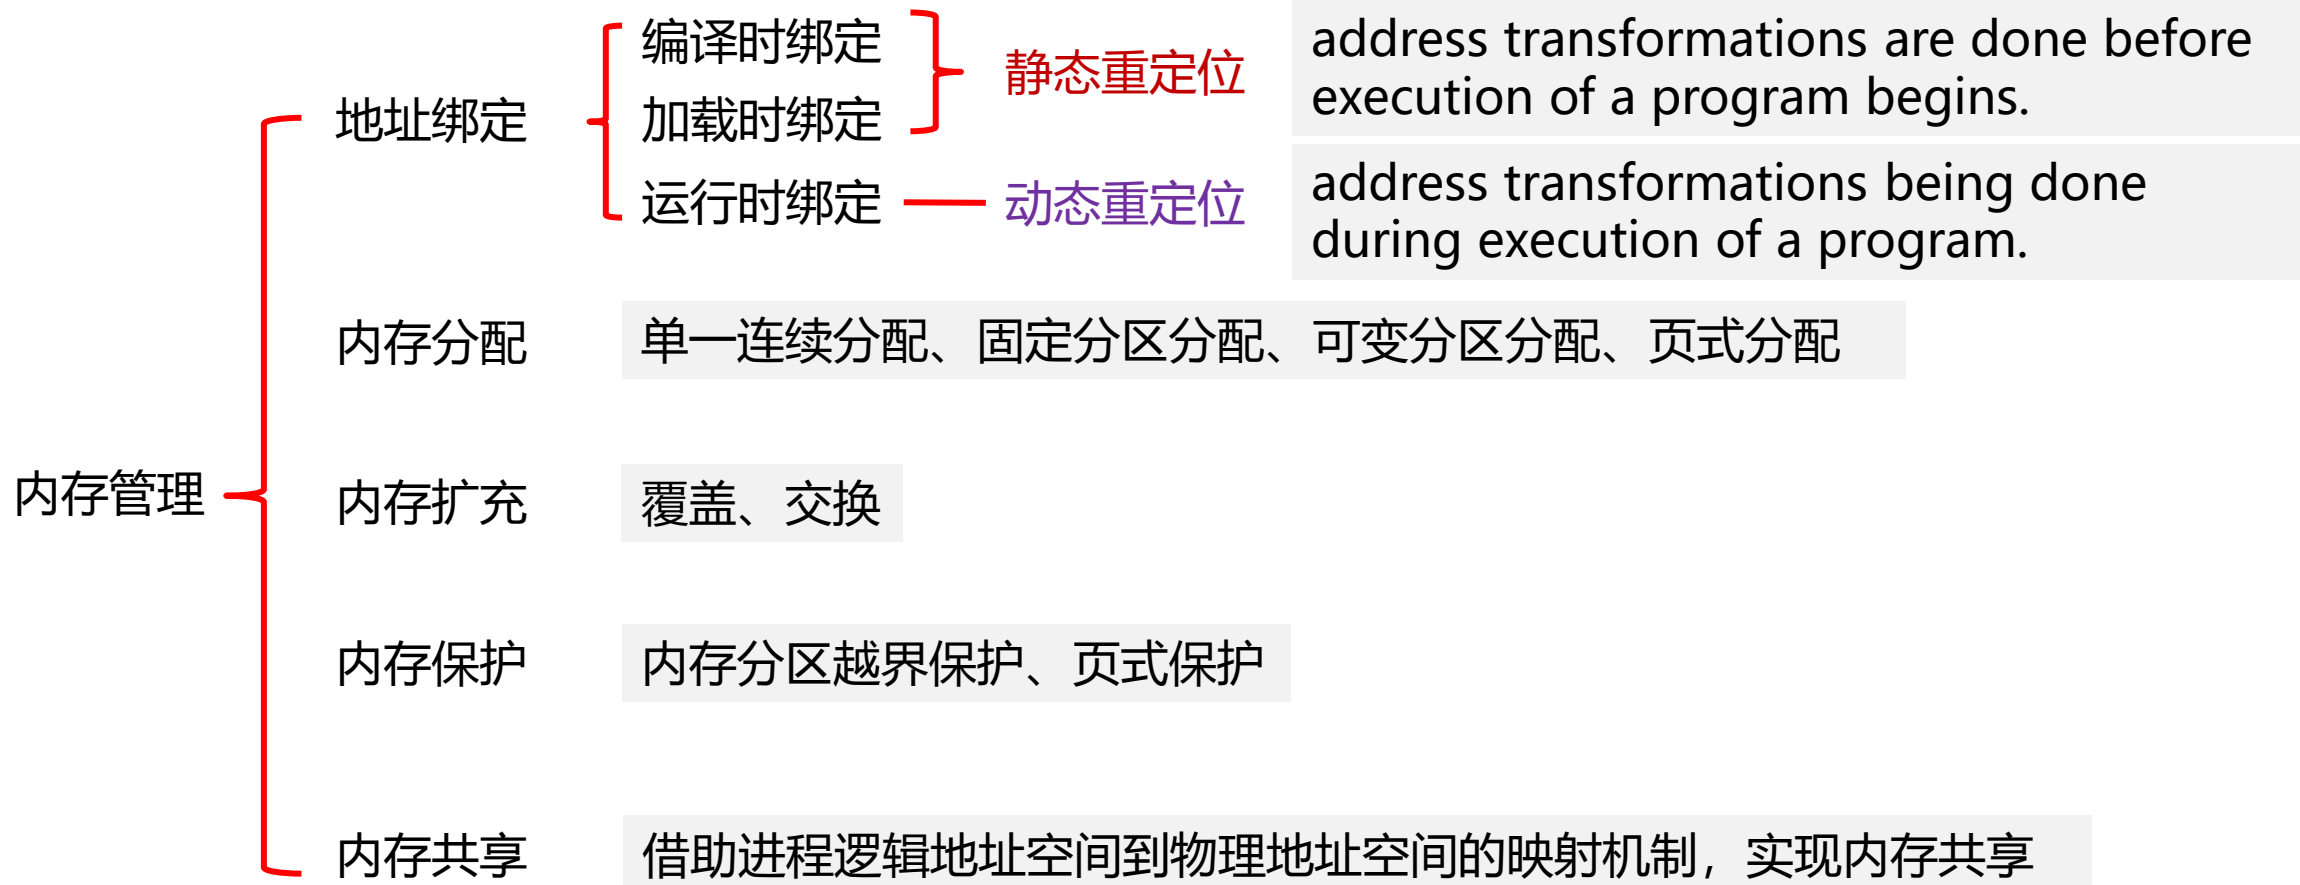 内存管理
地址绑定
编译时绑定
加载时绑定
静态重定位
address transformations are done before
execution of a program begins.
运行时绑定
动态重定位
address transformations being done
during execution of a program.
内存分配
单一连续分配、固定分区分配、可变分区分配、页式分配
内存扩充
覆盖、交换
内存保护
内存分区越界保护、页式保护
内存共享
借助进程逻辑地址空间到物理地址空间的映射机制，实现内存共享